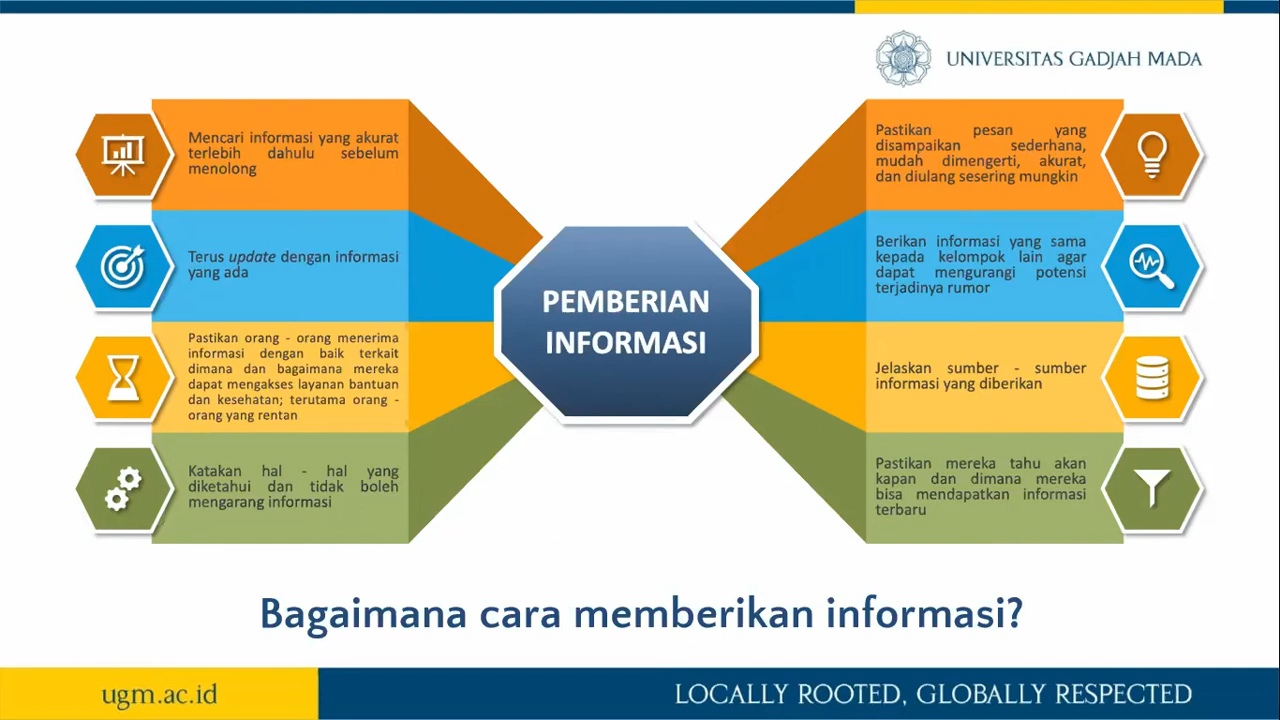 UNIVERSITAS GADJAH MADA
Mencari informasi yang akurat
terlebih dahulu sebelum
menolong
Terus update dengan informasi
yang ada
Pastikan orang - orang menerima
informasi dengan baik terkait
dimana dan bagaimana mereka
dapat mengakses layanan bantuan
dan kesehatan; terutama orang -
orang yang rentan
Katakan hal - hal yang
diketahui dan tidak boleh
mengarang informasi
PEMBERIAN
INFORMASI
Pastikan pesan yang
disampaikan sederhana,
mudah dimengerti, akurat,
dan diulang sesering mungkin
Berikan informasi yang sama
kepada kelompok lain agar
dapat mengurangi potensi
terjadinya rumor
Jelaskan sumber - sumber
informasi yang diberikan
Pastikan mereka tahu akan
kapan dan dimana mereka
bisa mendapatkan informasi
terbaru
Bagaimana cara memberikan informasi?
ugm.ac.id
LOCALLY ROOTED, GLOBALLY RESPECTED